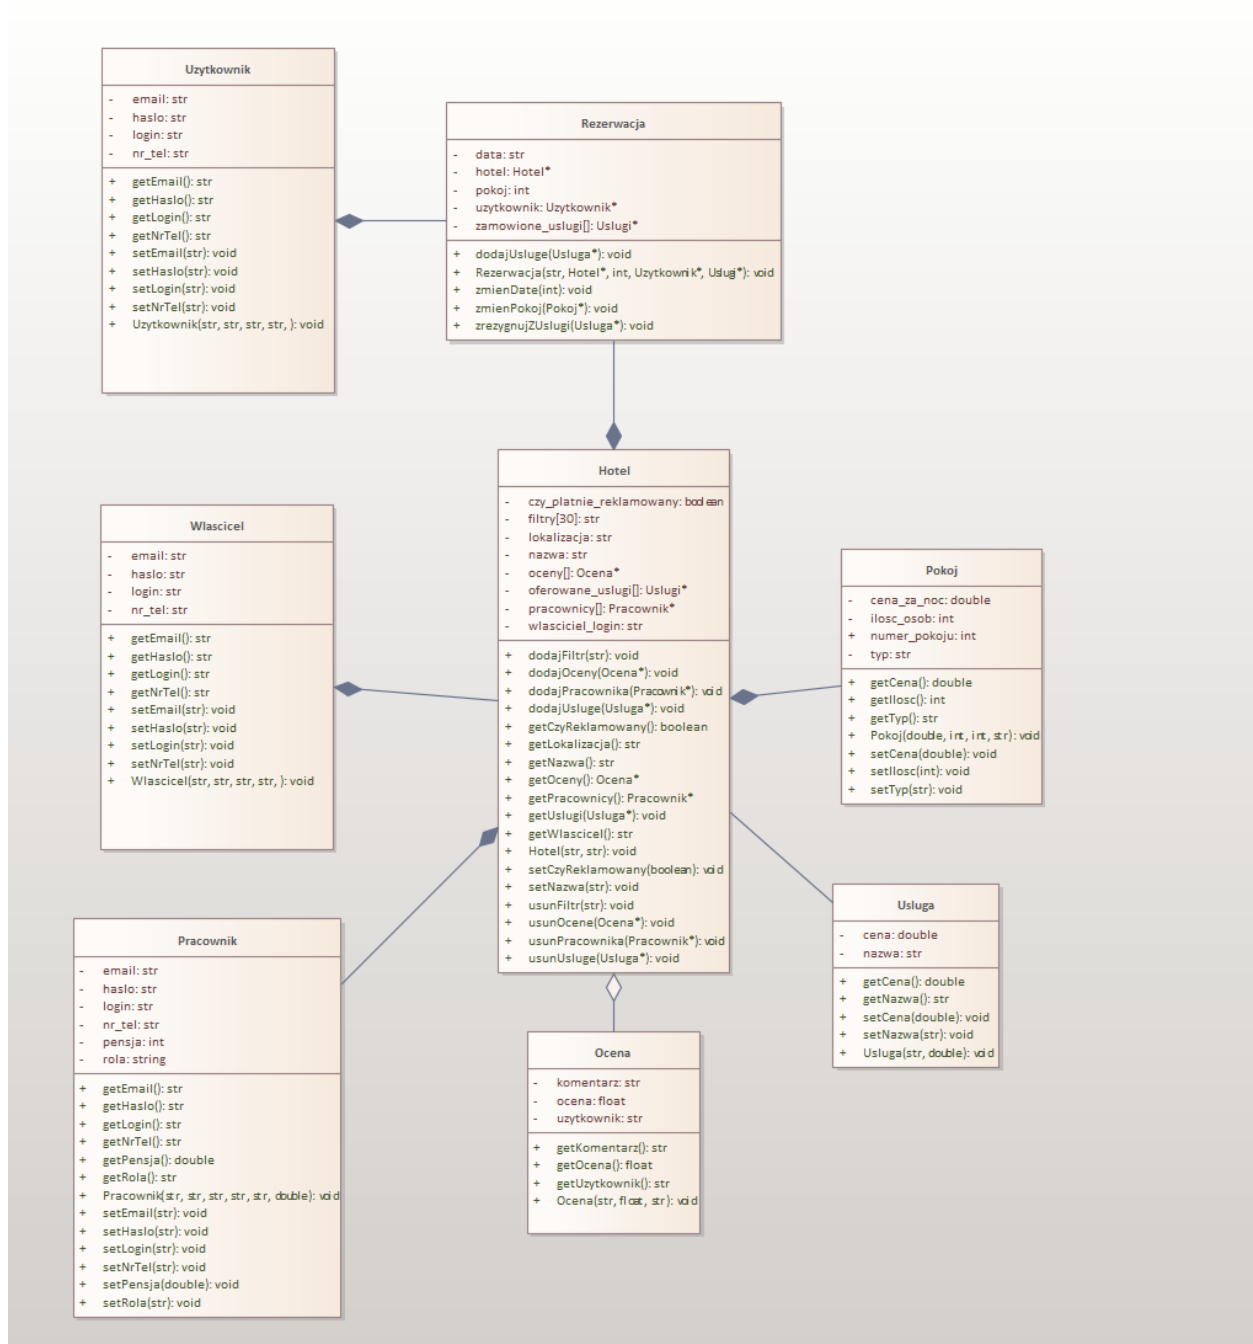 Uzytkownik
- email: str
- haslo: str
- login: str
- nr_tel: str
+ getEmail(): str
+ getHaslo(): str
+ getLogin(): str
+ getNrTel(): str
+ setEmail(str): void
+ setHaslo(str): void
+ setLogin(str): void
+ setNrTel(str): void
+ Uzytkownik(str, str, str, str, ): void
Rezerwacja
- data: str
- hotel: Hotel*
- pokoj: int
- uzytkownik: Uzytkownik*
- zamowione_uslugi[]: Uslugi*
+ dodajUsluge(Usluga*): void
+ Rezerwacja(str, Hotel*, int, Uzytkownik*, Uslugi*): void
+ zmienDate(int): void
+ zmienPokoj(Pokoj*): void
+ zrezygnujZUslugi(Usluga*): void
Hotel
- czy_platnie_reklamowany: boolean
- filtry[30]: str
- lokalizacja: str
- nazwa: str
- oceny[]: Ocena*
- oferowane_uslugi[]: Uslugi*
- pracownicy[]: Pracownik*
- wlasciciel_login: str
+ dodajFiltr(str): void
+ dodajOceny(Ocena*): void
+ dodajPracownika(Pracownik*): void
+ dodajUsluge(Usluga*): void
+ getCzyReklamowany(): boolean
+ getLokalizacja(): str
+ getNazwa(): str
+ getOceny(): Ocena*
+ getPracownicy(): Pracownik*
+ getUslugi(Usluga*): void
+ getWlascicel(): str
+ Hotel(str, str): void
+ setCzyReklamowany(boolean): void
+ setNazwa(str): void
+ usunFiltr(str): void
+ usunOcene(Ocena*): void
+ usunPracownika(Pracownik*): void
+ usunUsluge(Usluga*): void
Wlascicel
- email: str
- haslo: str
- login: str
- nr_tel: str
+ getEmail(): str
+ getHaslo(): str
+ getLogin(): str
+ getNrTel(): str
+ setEmail(str): void
+ setHaslo(str): void
+ setLogin(str): void
+ setNrTel(str): void
+ Wlascicel(str, str, str, str, ): void
Pokoj
- cena_za_noc: double
- ilosc_osob: int
+ numer_pokoju: int
- typ: str
+ getCena(): double
+ getIlosc(): int
+ getTyp(): str
+ Pokoj(double, int, int, str): void
+ setCena(double): void
+ setIlosc(int): void
+ setTyp(str): void
Usluga
- cena: double
- nazwa: str
+ getCena(): double
+ getNazwa(): str
+ setCena(double): void
+ setNazwa(str): void
+ Usluga(str, double): void
Pracownik
- email: str
- haslo: str
- login: str
- nr_tel: str
- pensja: int
- rola: string
+ getEmail(): str
+ getHaslo(): str
+ getLogin(): str
+ getNrTel(): str
+ getPensja(): double
+ getRola(): str
+ Pracownik(str, str, str, str, str, double): void
+ setEmail(str): void
+ setHaslo(str): void
+ setLogin(str): void
+ setNrTel(str): void
+ setPensja(double): void
+ setRola(str): void
Ocena
- komentarz: str
- ocena: float
- uzytkownik: str
+ getKomentarz(): str
+ getOcena(): float
+ getUzytkownik(): str
+ Ocena(str, float, str): void